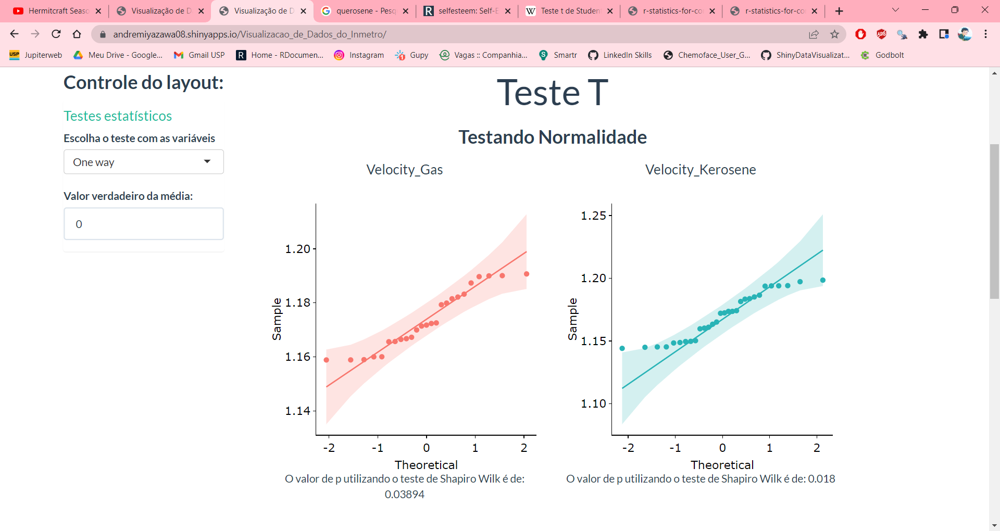 Hermitcraft Seaso
Visualização de D
Visualização de D
querosene - Pesq
selfesteem: Self-E
Teste t de Studen
r-statistics-for-co
r-statistics-for-co
andremiyazawa08.shinyapps.io/Visualizacao_de_Dados_do_Inmetro/
Jupiterweb
Meu Drive - Google...
Gmail USP
Home - RDocumen...
Instagram
Gupy
Vagas :: Companhia...
Smartr
LinkedIn Skills
Chemoface_User_G...
ShinyDataVisualizat...
Godbolt
Controle do layout:
Testes estatísticos
Escolha o teste com as variáveis
One way
Valor verdadeiro da média:
0
Teste T
Testando Normalidade
Velocity_Gas
1.20
1.18
1.16
1.14
Sample
-2 -1 0 1 2
Theoretical
O valor de p utilizando o teste de Shapiro Wilk é de:
0.03894
Velocity_Kerosene
1.25
1.20
1.15
1.10
Sample
-2 -1 0 1 2
Theoretical
O valor de p utilizando o teste de Shapiro Wilk é de: 0.018